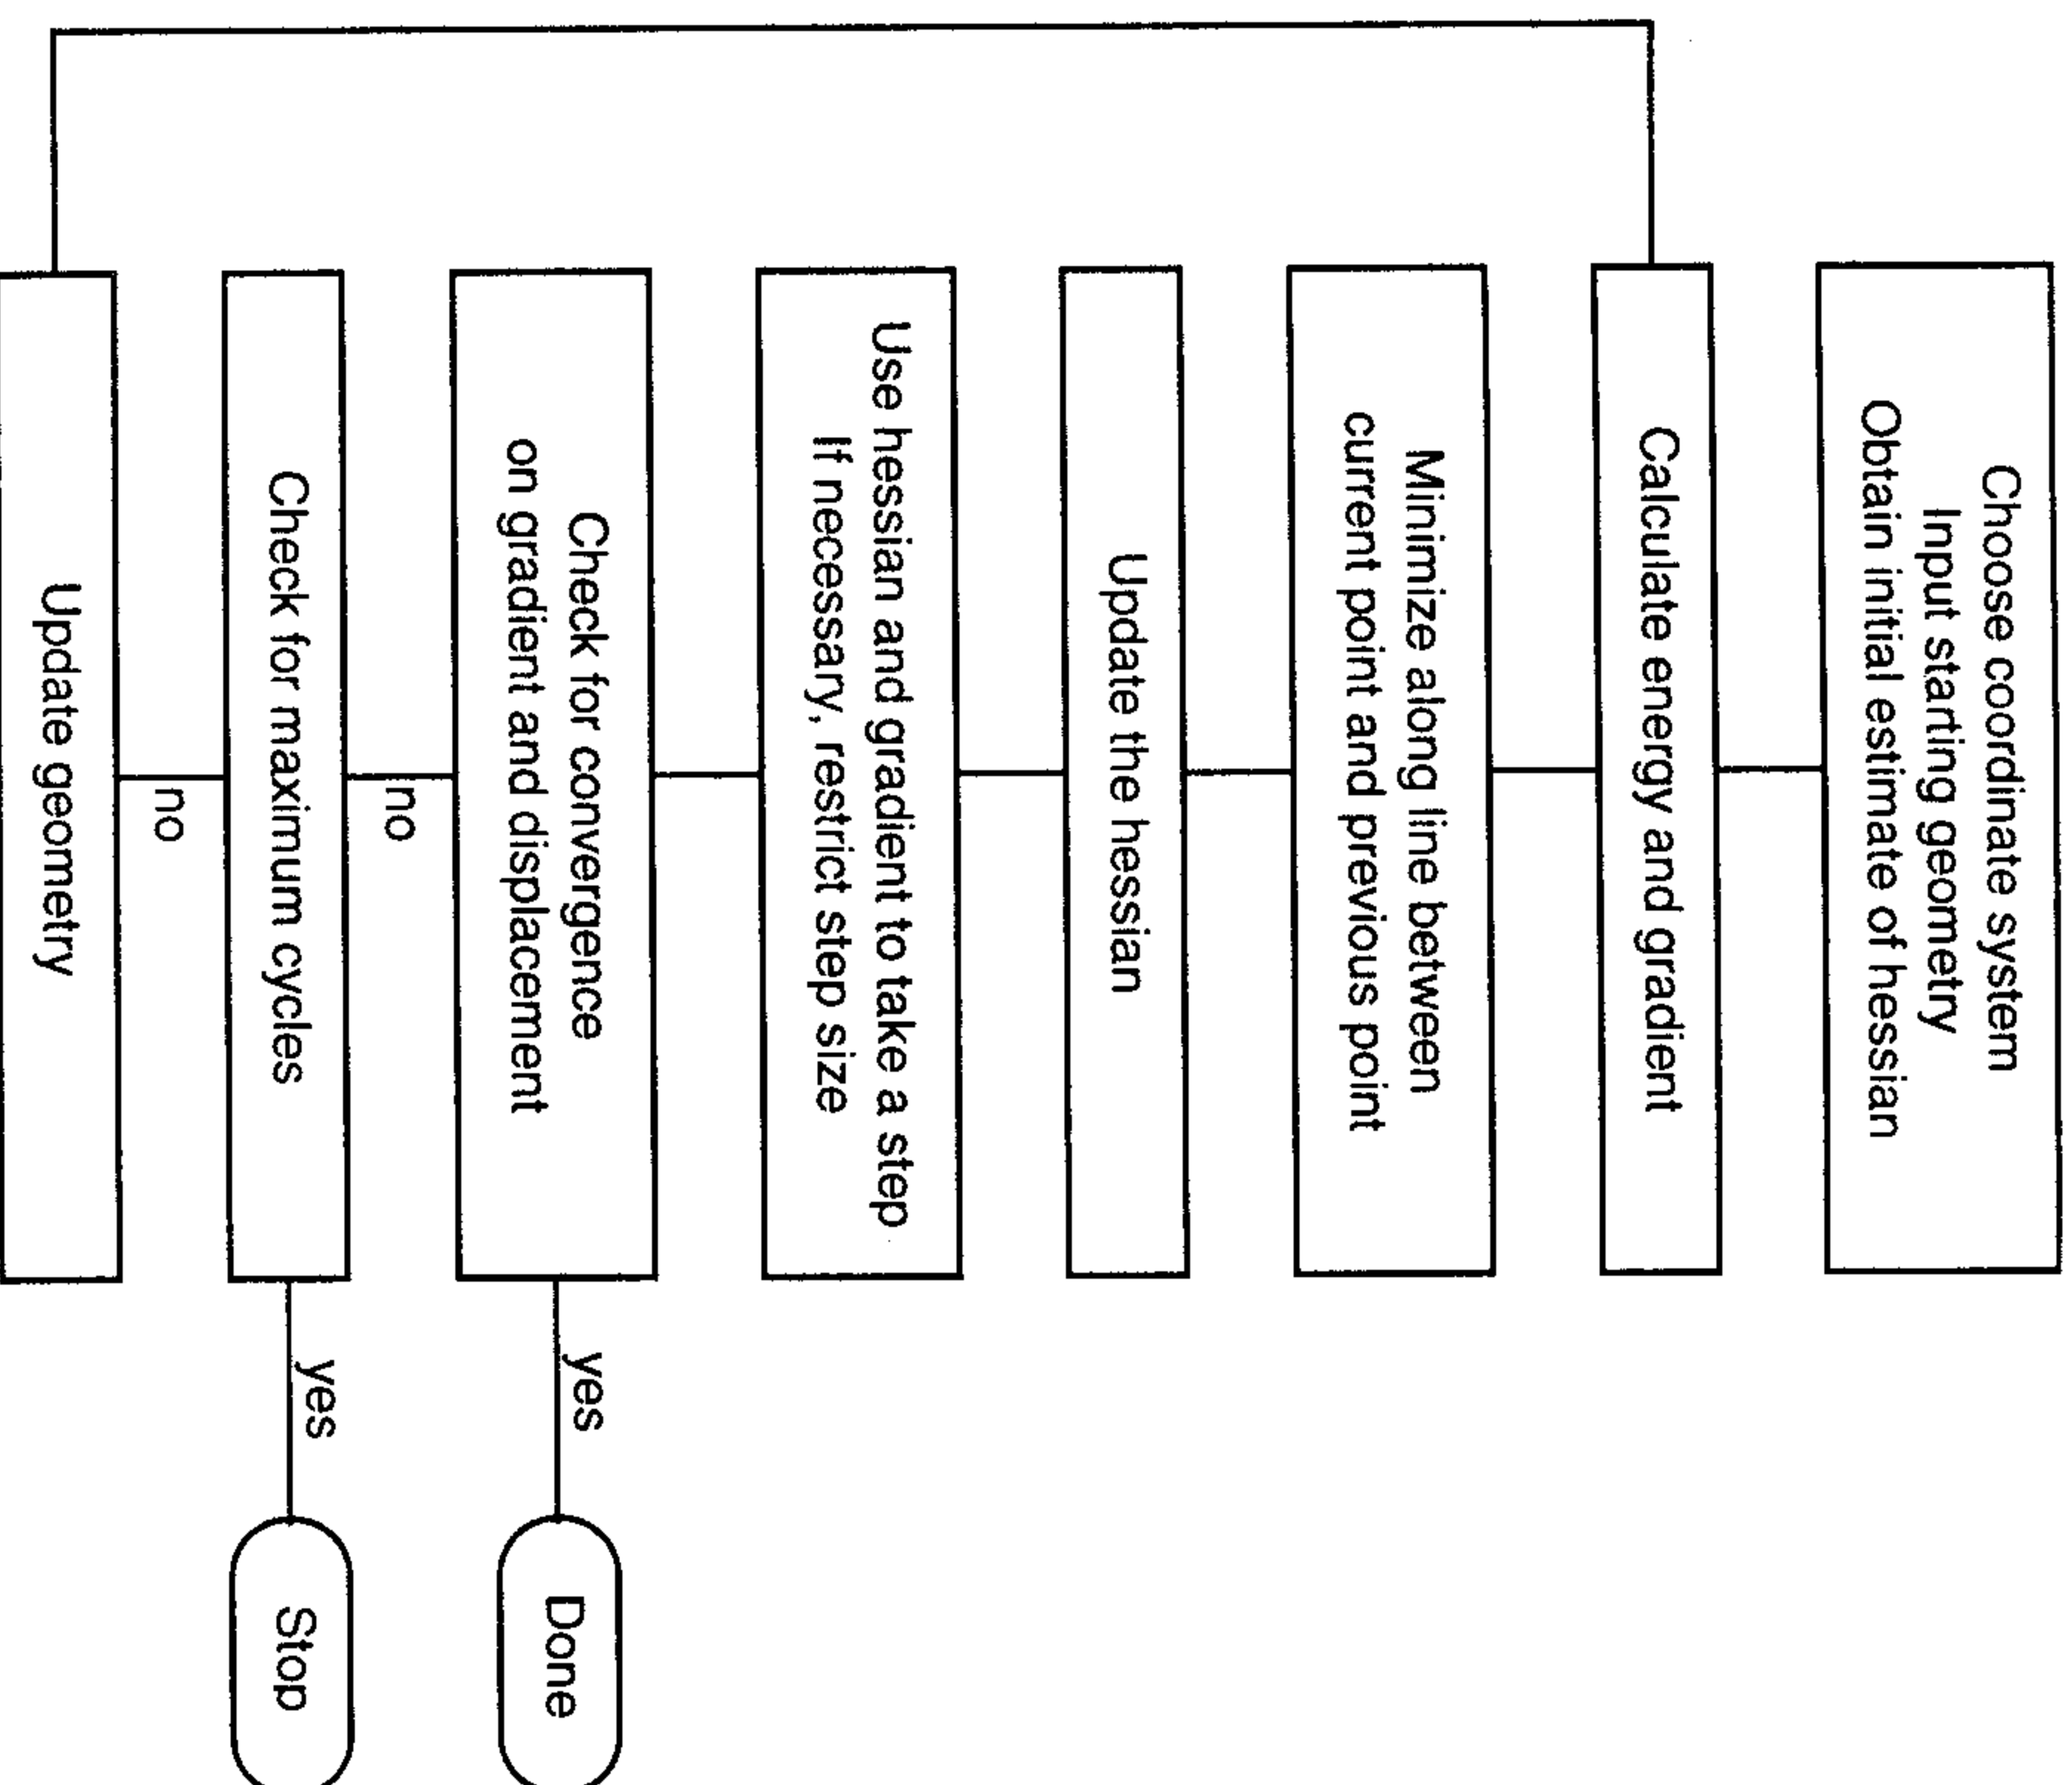 Choose coordinate system
Input starting geometry
Obtain initial estimate of hessian
Calculate energy and gradient
Minimize along line between
current point and previous point
Update the hessian
Use hessian and gradient to take a step
If necessary, restrict step size
Check for convergence
on gradient and displacement
yes
Done
no
Check for maximum cycles
yes
Stop
no
Update geometry